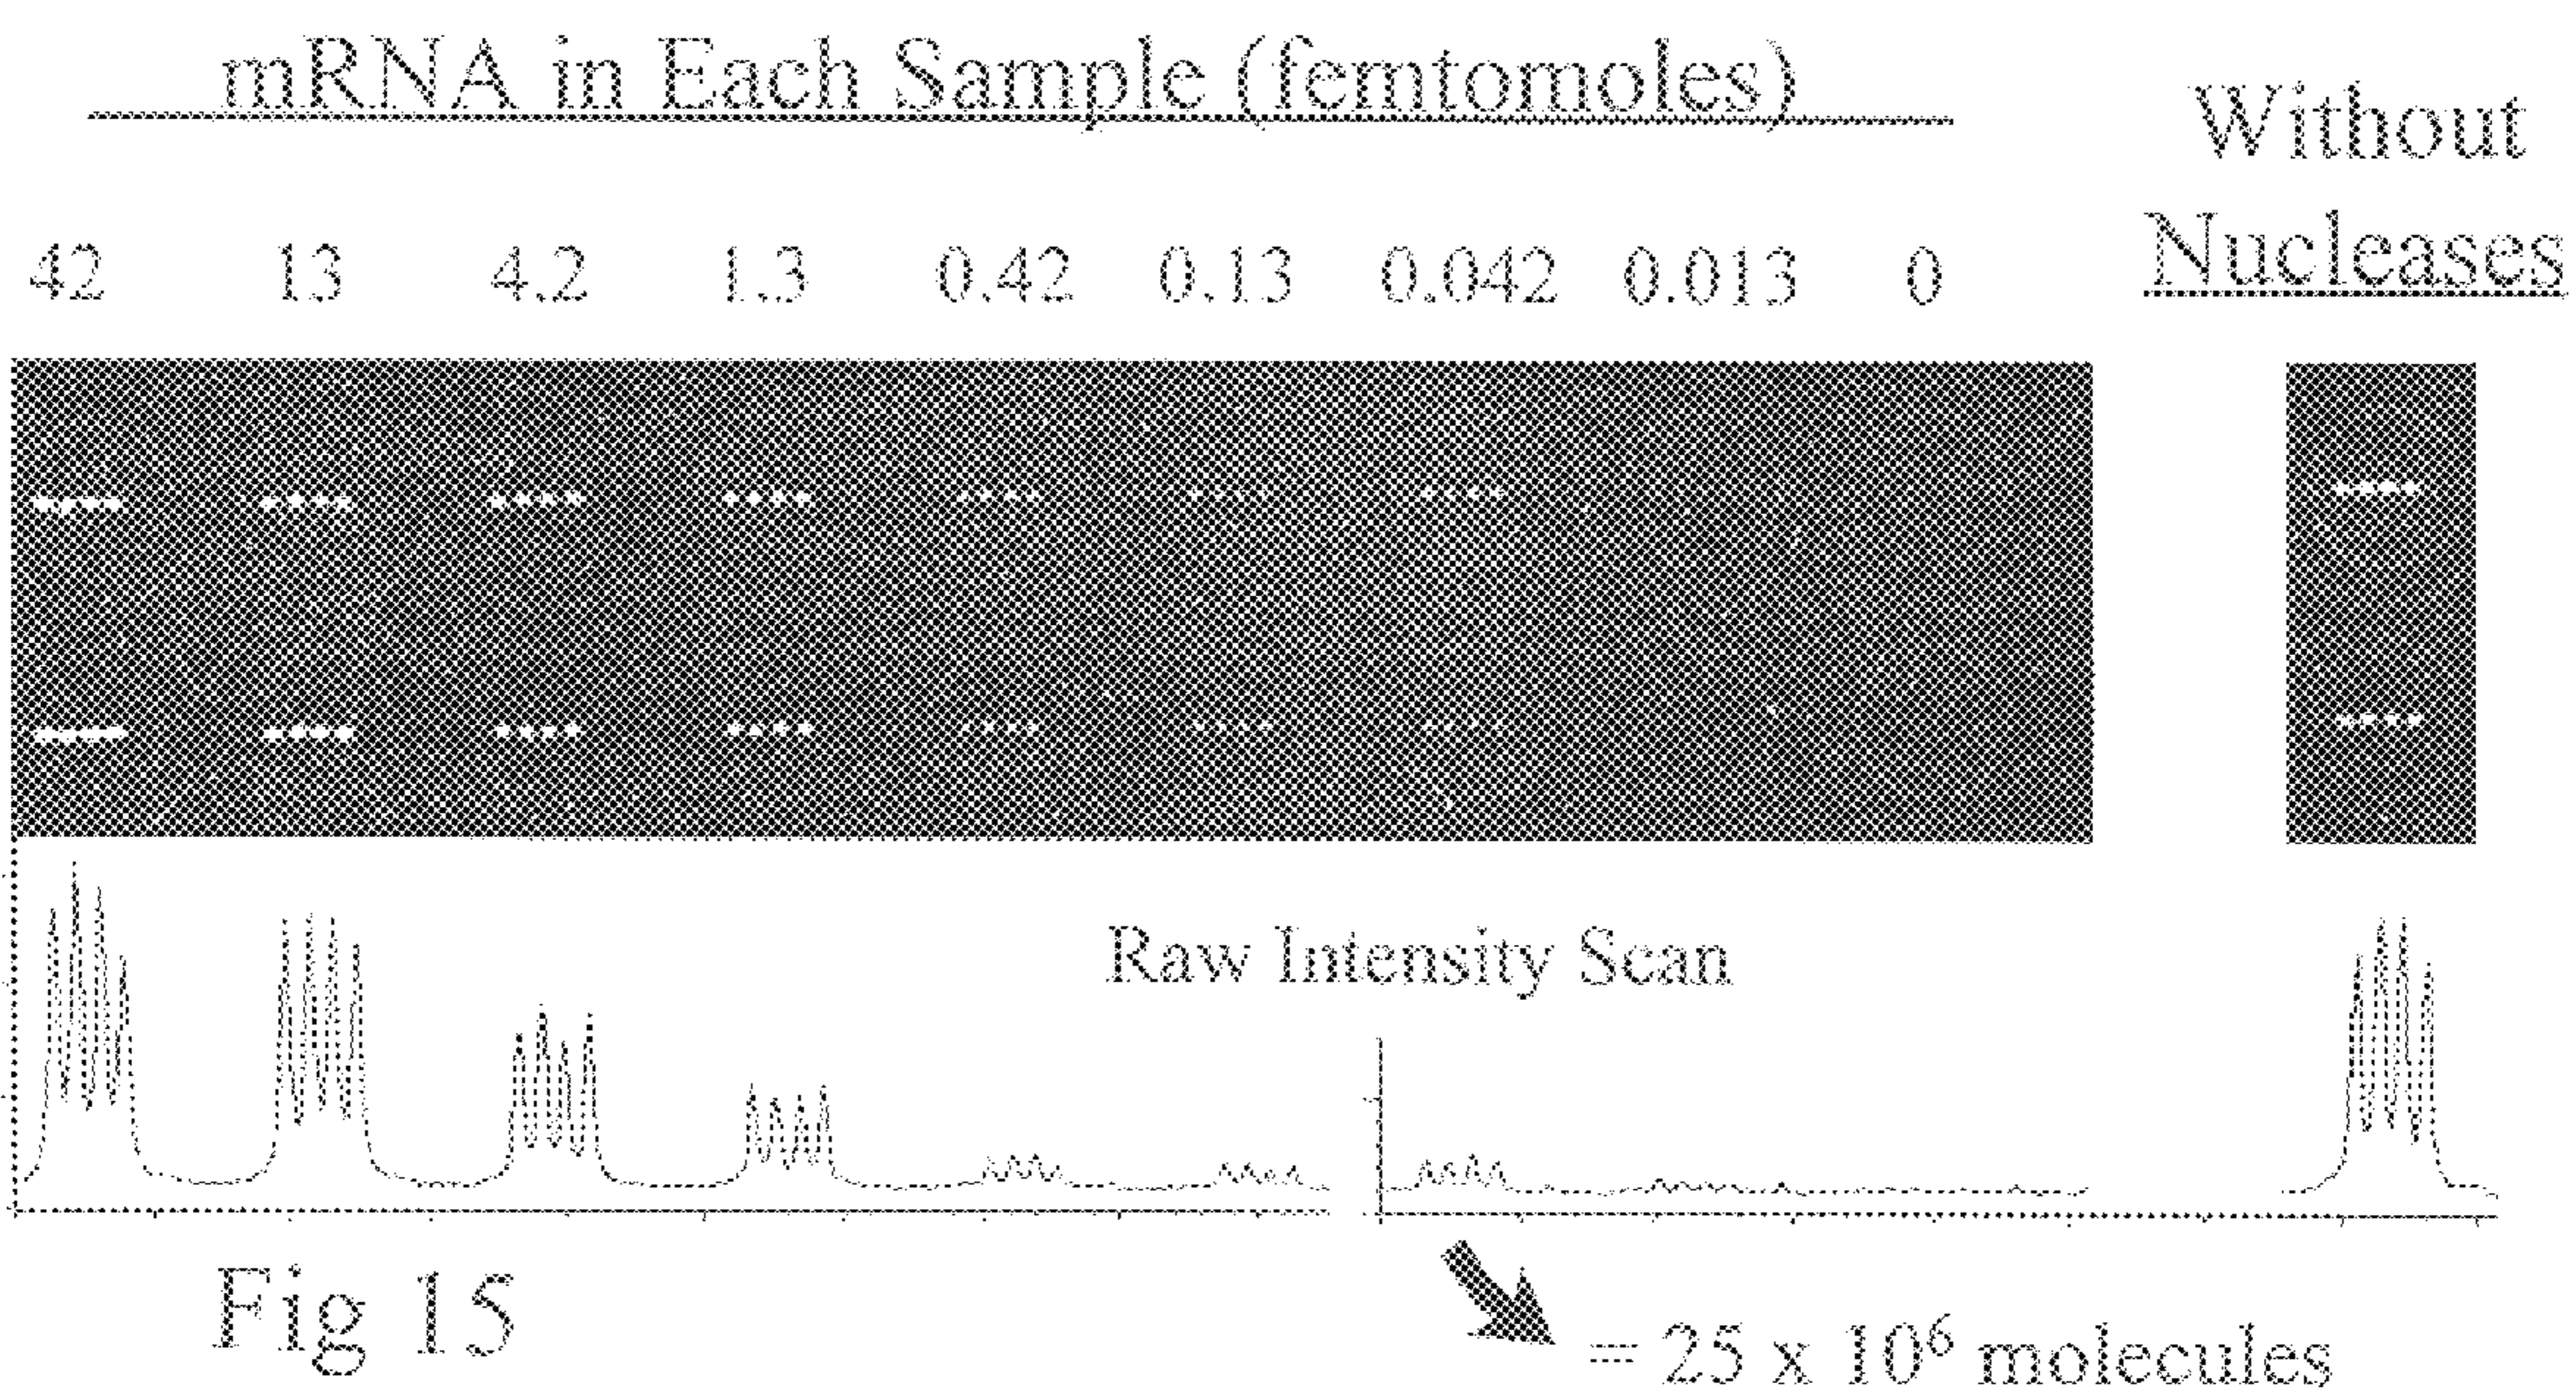 mRNA in Each Sample (femtomoles)
Without
Nucleases
42 13 4.2 1.3 0.42 0.13 0.042 0.013 0
Raw Intensity Scan
Fig 15
= 25 x 10⁶ molecules